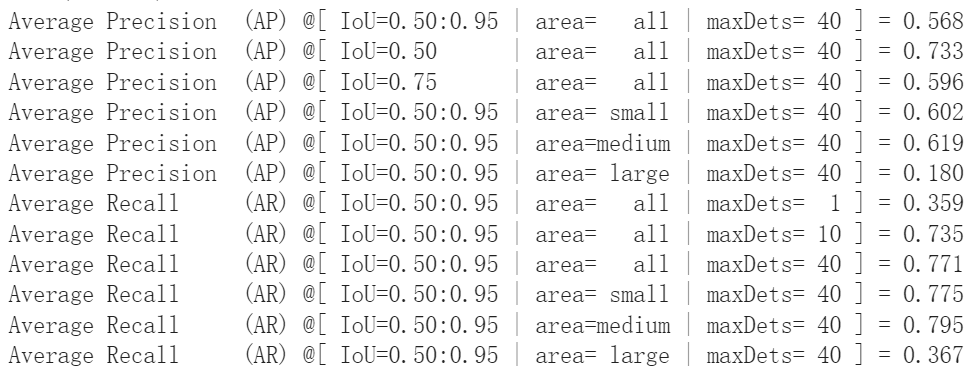 Average Precision  (AP) @[ IoU=0.50:0.95 | area=   all | maxDets= 40 ] = 0.568
Average Precision  (AP) @[ IoU=0.50      | area=   all | maxDets= 40 ] = 0.733
Average Precision  (AP) @[ IoU=0.75      | area=   all | maxDets= 40 ] = 0.596
Average Precision  (AP) @[ IoU=0.50:0.95 | area= small | maxDets= 40 ] = 0.602
Average Precision  (AP) @[ IoU=0.50:0.95 | area=medium | maxDets= 40 ] = 0.619
Average Precision  (AP) @[ IoU=0.50:0.95 | area= large | maxDets= 40 ] = 0.180
Average Recall     (AR) @[ IoU=0.50:0.95 | area=   all | maxDets=  1 ] = 0.359
Average Recall     (AR) @[ IoU=0.50:0.95 | area=   all | maxDets= 10 ] = 0.735
Average Recall     (AR) @[ IoU=0.50:0.95 | area=   all | maxDets= 40 ] = 0.771
Average Recall     (AR) @[ IoU=0.50:0.95 | area= small | maxDets= 40 ] = 0.775
Average Recall     (AR) @[ IoU=0.50:0.95 | area=medium | maxDets= 40 ] = 0.795
Average Recall     (AR) @[ IoU=0.50:0.95 | area= large | maxDets= 40 ] = 0.367